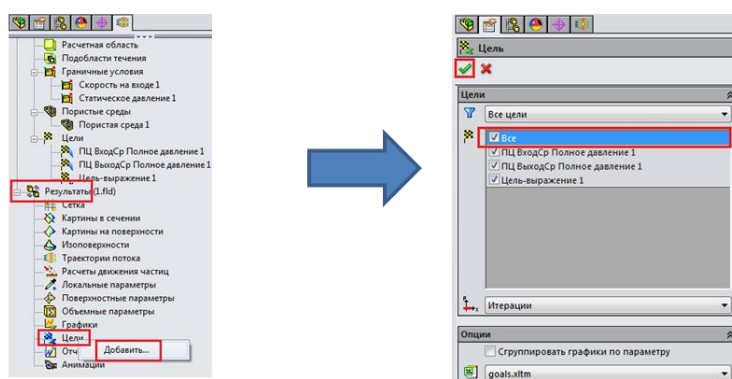 Расчетная область
Подобласти течения
Граничные условия
Скорость на входе 1
Статическое давление 1
Пористые среды
Пористая среда 1
Цели
ПЦ ВходСр Полное давление 1
ПЦ ВыходСр Полное давление 1
Цель-выражение 1
Результаты (1.fld)
Сетка
Картины в сечении
Картины на поверхности
Изоповерхности
Траектории потока
Расчеты движения частиц
Локальные параметры
Поверхностные параметры
Объемные параметры
Графики
Цели
Отч
Добавить...
Анимации
Цель
Цели
Все цели
Все
ПЦ ВходСр Полное давление 1
ПЦ ВыходСр Полное давление 1
Цель-выражение 1
Итерации
Опции
Сгруппировать графики по параметру
goals.xltm